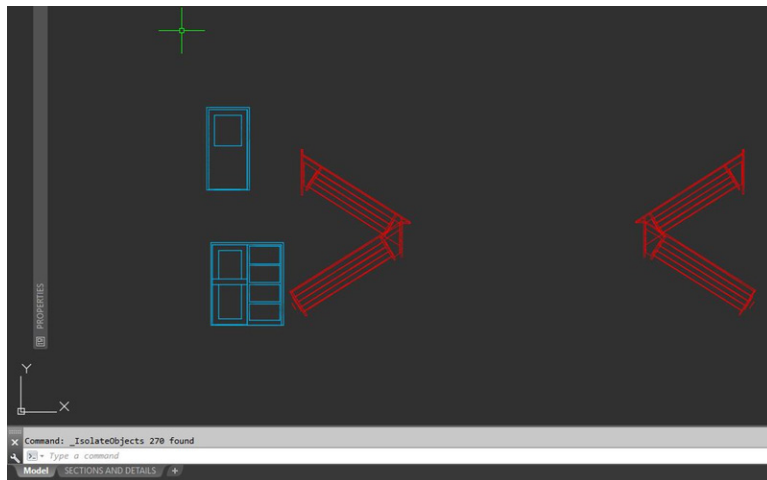 PROPERTIES
Y
X
Command: _IsolateObjects 270 found
Type a command
Model
SECTIONS AND DETAILS
+